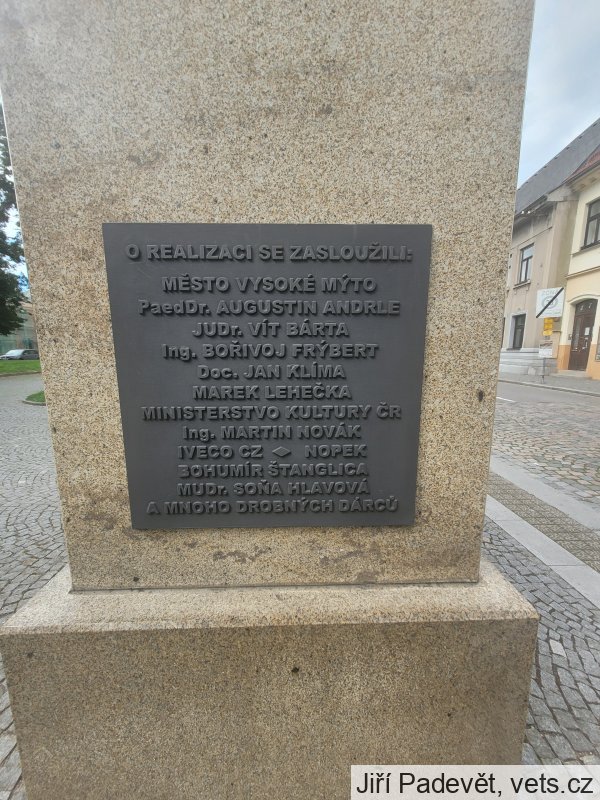 O REALIZACI SE ZASLOUŽILI:
MĚSTO VYSOKÉ MÝTO
PaedDr. AUGUSTIN ANDRLE
JUDr. VÍT BÁRTA
Ing. BOŘIVOJ FRÝBERT
Doc. JAN KLÍMA
MAREK LEHEČKA
MINISTERSTVO KULTURY ČR
Ing. MARTIN NOVÁK
IVECO CZ NOPEK
BOHUMÍR ŠTANGLICA
MUDr. SOŇA HLAVOVÁ
A MNOHO DROBNÝCH DÁRCŮ
Jiří Padevět, vets.cz